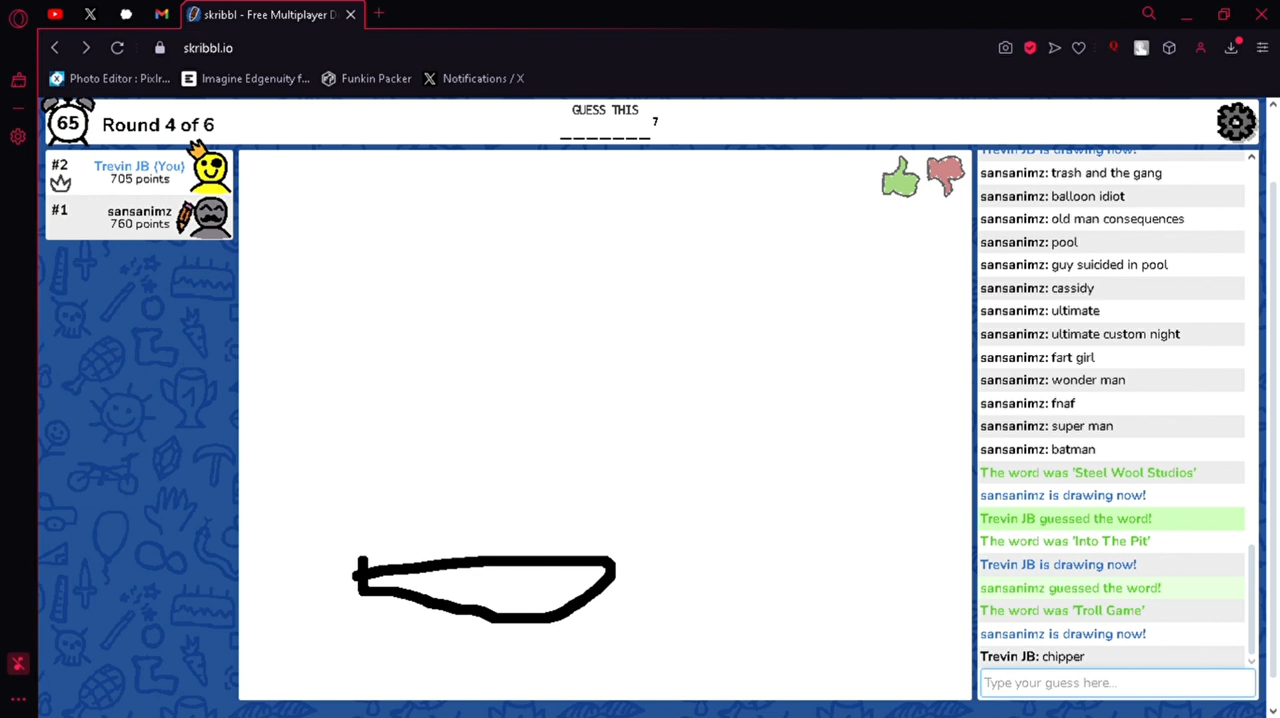 skribbl - Free Multiplayer D
skribbl.io
Photo Editor : Pixlr...
Imagine Edgenuity f...
Funkin Packer
Notifications / X
65
Round 4 of 6
GUESS THIS
_______ 7
#2
Trevin JB (You)
705 points
#1
sansanimz
760 points
Trevin JB is drawing now!
sansanimz: trash and the gang
sansanimz: balloon idiot
sansanimz: old man consequences
sansanimz: pool
sansanimz: guy suicided in pool
sansanimz: cassidy
sansanimz: ultimate
sansanimz: ultimate custom night
sansanimz: fart girl
sansanimz: wonder man
sansanimz: fnaf
sansanimz: super man
sansanimz: batman
The word was 'Steel Wool Studios'
sansanimz is drawing now!
Trevin JB guessed the word!
The word was 'Into The Pit'
Trevin JB is drawing now!
sansanimz guessed the word!
The word was 'Troll Game'
sansanimz is drawing now!
Trevin JB: chipper
Type your guess here...